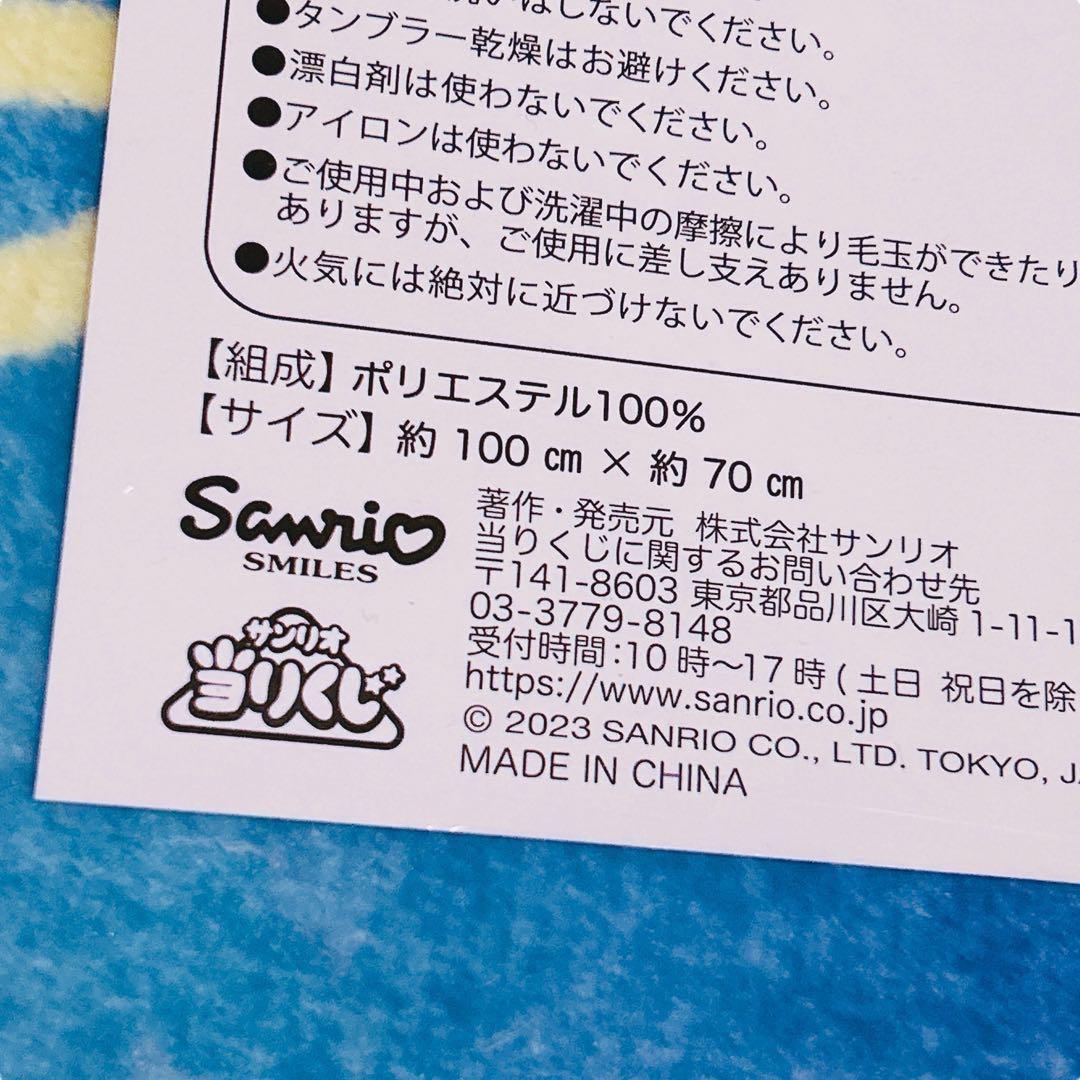 はしないでください。
●タンブラー乾燥はお避けください。
●漂白剤は使わないでください。
●アイロンは使わないでください。
●ご使用中および洗濯中の摩擦により毛玉ができたり
ありますが、ご使用に差し支えありません。
●火気には絶対に近づけないでください。
【組成】ポリエステル100%
【サイズ】約 100 ㎝ × 約 70 ㎝
Sanrio
SMILES
サンリオ
当りくじ
著作・発売元 株式会社サンリオ
当りくじに関するお問い合わせ先
〒141-8603 東京都品川区大崎 1-11-1
03-3779-8148
受付時間：10 時～17 時 ( 土日 祝日を除
https://www.sanrio.co.jp
© 2023 SANRIO CO., LTD. TOKYO, JA
MADE IN CHINA